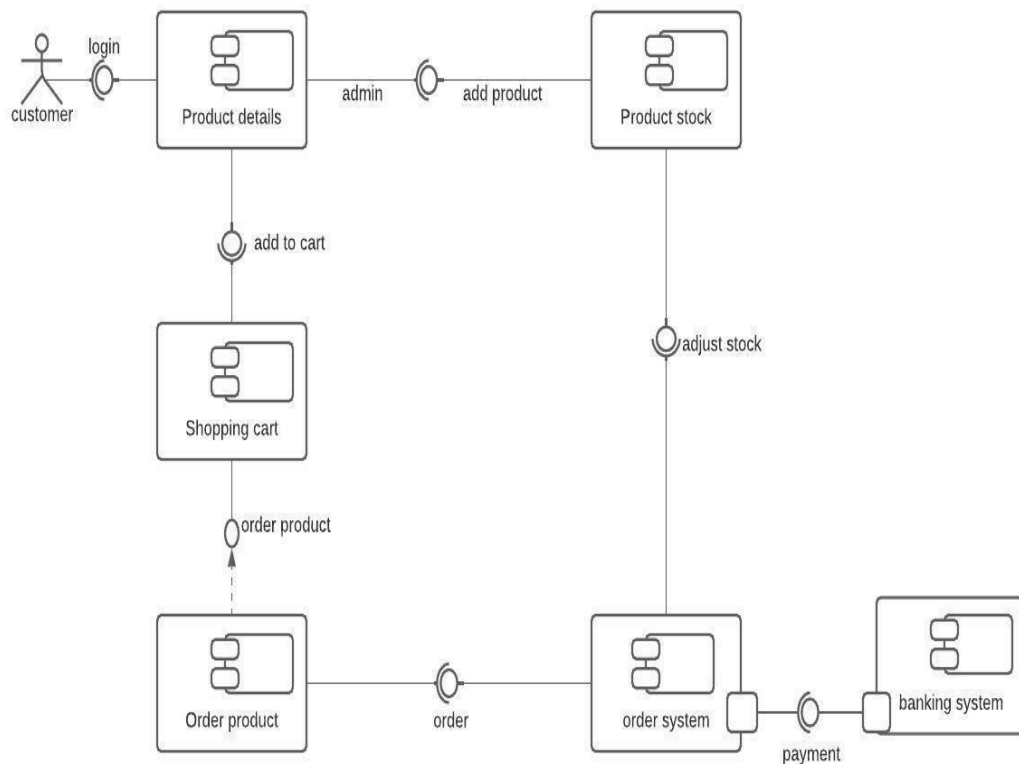 login
customer
Product details
admin
add product
Product stock
add to cart
adjust stock
Shopping cart
order product
Order product
order
order system
banking system
payment